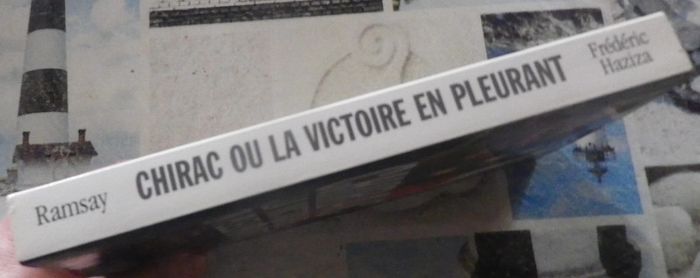 Ramsay
CHIRAC OU LA VICTOIRE EN PLEURANT
Frédéric
Haziza